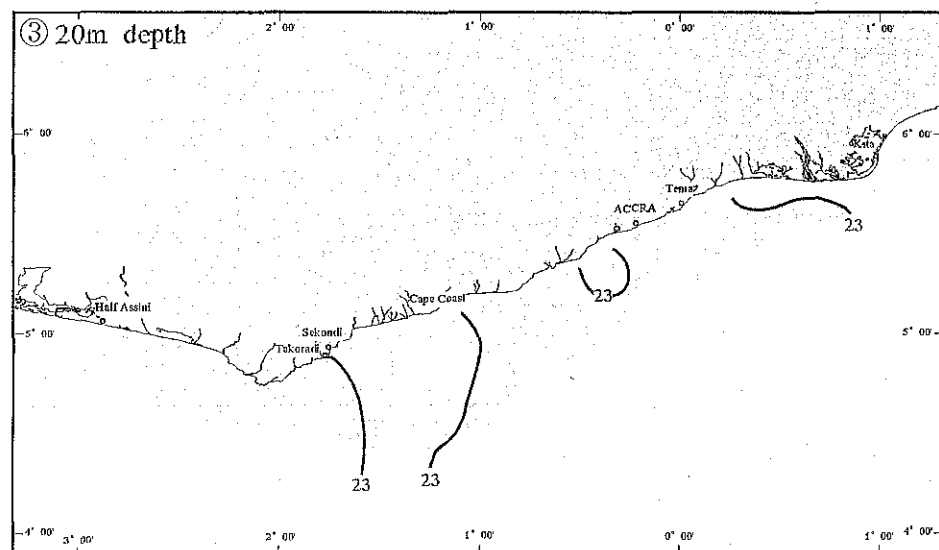 ③ 20m depth
2° 00' 1° 00' 0° 00' 1° 00'
6° 00' 6° 00'
Keta
Tema
ACCRA
23
23
Cape Coast
Half Assini
5° 00' 5° 00'
Sekondi
Takoradi
23 23
4° 00' 4° 00'
3° 00' 2° 00' 1° 00' 0° 00' 1° 00'